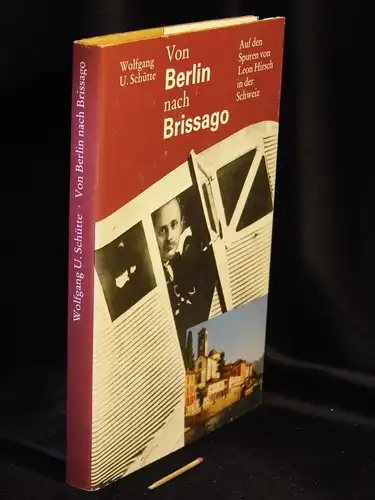 Wolfgang
U. Schütte
Von
Berlin
nach
Brissago
Auf den
Spuren von
Leon Hirsch
in der
Schweiz
Wolfgang U. Schütte · Von Berlin nach Brissago